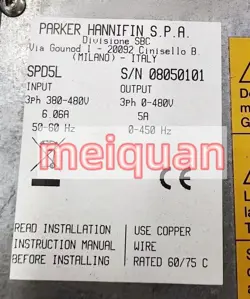 PARKER HANNIFIN S.P.A.
Divisione SBC
Via Gounod 1 - 20092 Cinisello B.
(MILANO) - ITALY
SPD5L S/N 08050101
INPUT OUTPUT
3Ph 380-480V 3Ph 0-480V
6.06A 5A
50-60 Hz 0-450 Hz
meiquan
CE
READ INSTALLATION
INSTRUCTION MANUAL
BEFORE INSTALLING
USE COPPER
WIRE
RATED 60/75 C